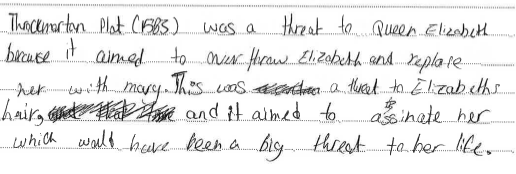 Throckmorton Plot (1583) was a threat to Queen Elizabeth
because it aimed to over throw Elizabeth and replace
her with mary. This was a threat to Elizabeths
and it aimed to assinate her
which would have been a big threat to her life.